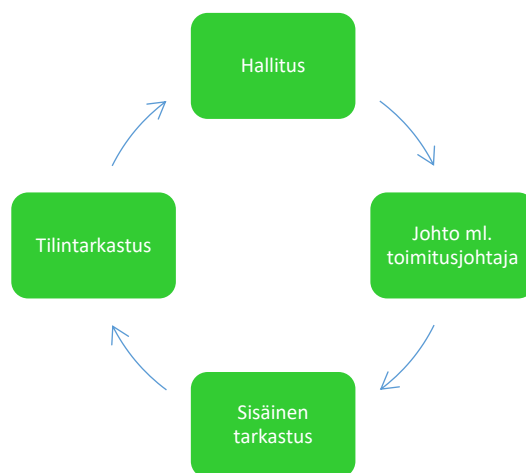 Hallitus
Johto ml.
toimitusjohtaja
Sisäinen
tarkastus
Tilintarkastus